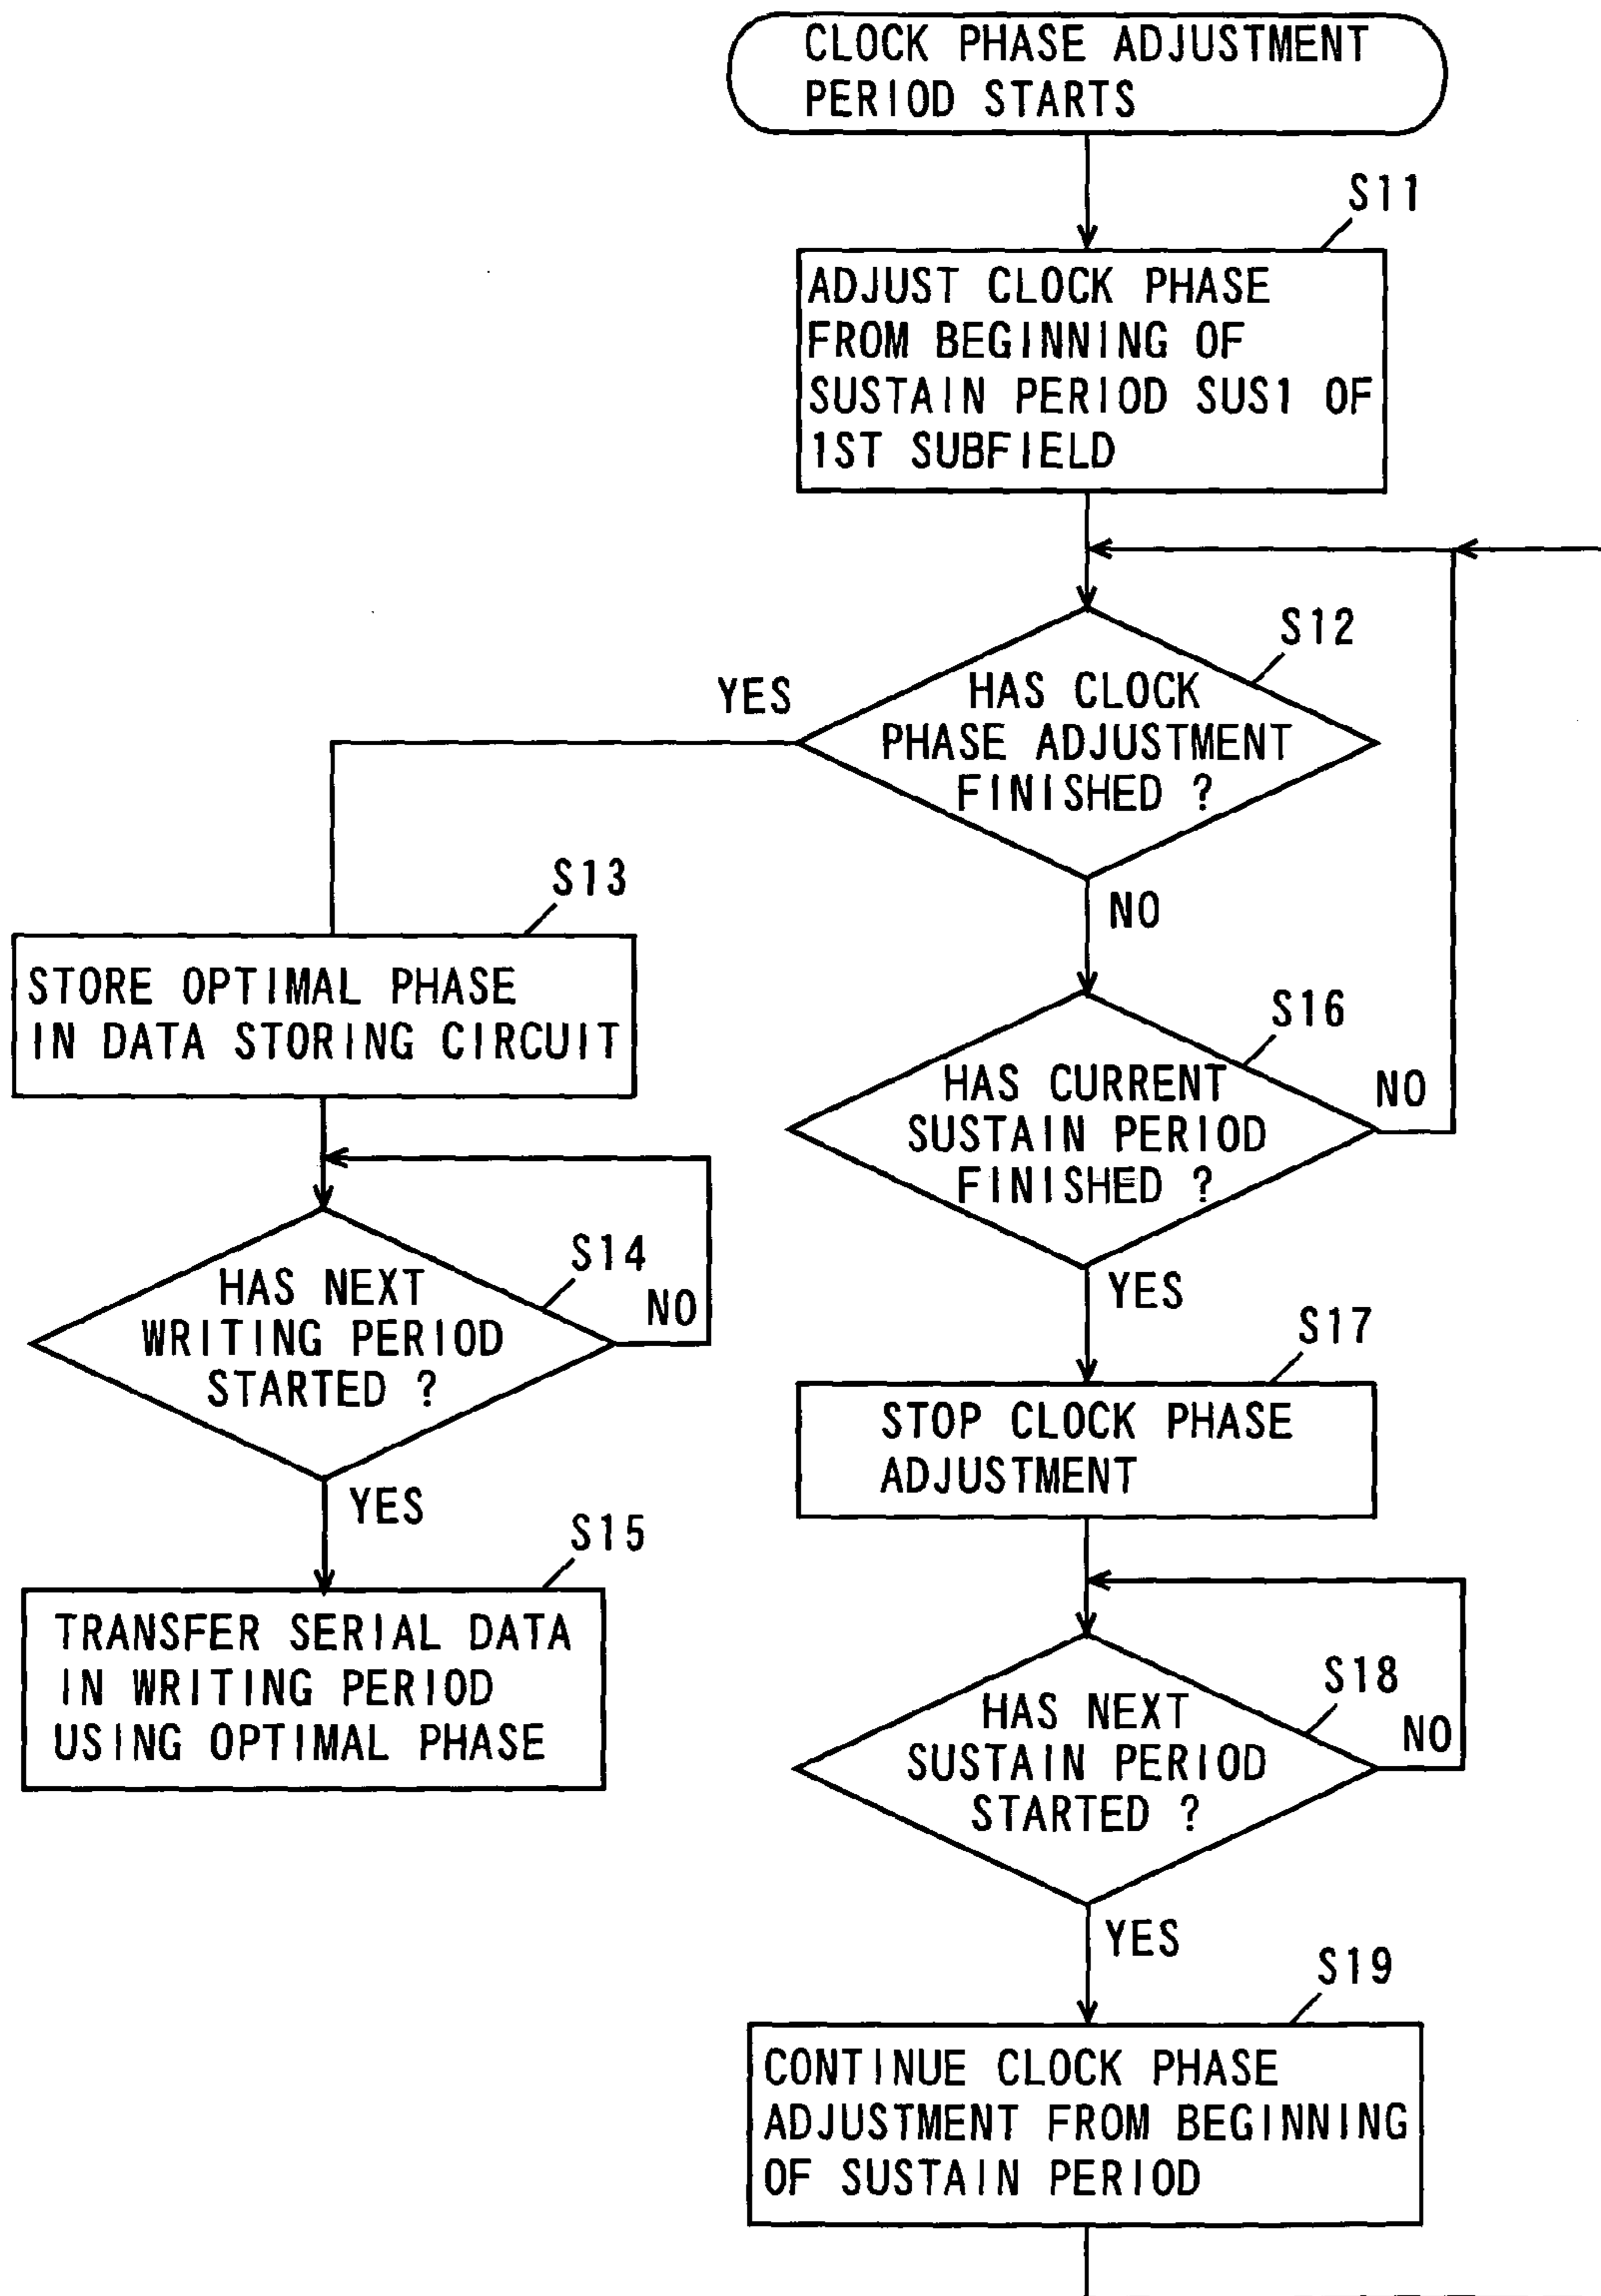 CLOCK PHASE ADJUSTMENT
PERIOD STARTS
S11
ADJUST CLOCK PHASE
FROM BEGINNING OF
SUSTAIN PERIOD SUS1 OF
1ST SUBFIELD
S12
YES
HAS CLOCK
PHASE ADJUSTMENT
FINISHED ?
NO
S13
STORE OPTIMAL PHASE
IN DATA STORING CIRCUIT
S14
HAS NEXT
WRITING PERIOD
STARTED ?
NO
YES
S15
TRANSFER SERIAL DATA
IN WRITING PERIOD
USING OPTIMAL PHASE
S16
HAS CURRENT
SUSTAIN PERIOD
FINISHED ?
NO
YES
S17
STOP CLOCK PHASE
ADJUSTMENT
S18
HAS NEXT
SUSTAIN PERIOD
STARTED ?
NO
YES
S19
CONTINUE CLOCK PHASE
ADJUSTMENT FROM BEGINNING
OF SUSTAIN PERIOD